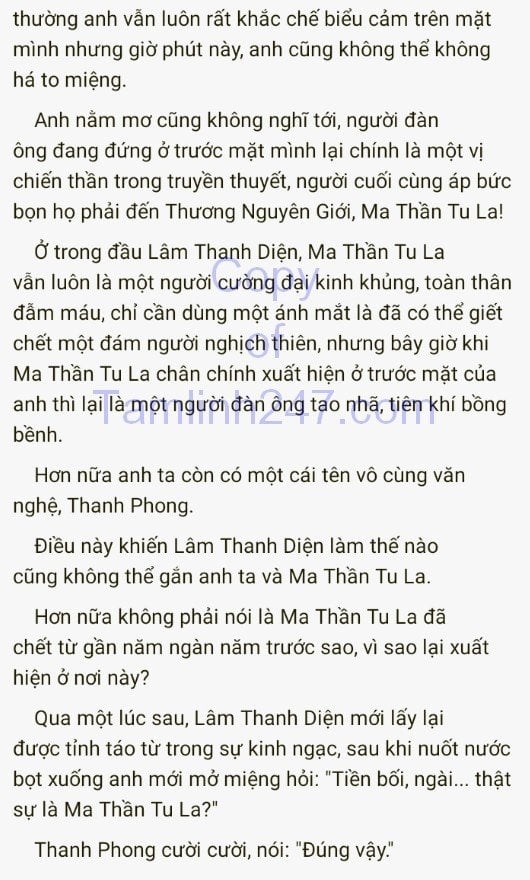 thường anh vẫn luôn rất khắc chế biểu cảm trên mặt
mình nhưng giờ phút này, anh cũng không thể không
há to miệng.
Anh nằm mơ cũng không nghĩ tới, người đàn
ông đang đứng ở trước mặt mình lại chính là một vị
chiến thần trong truyền thuyết, người cuối cùng áp bức
bọn họ phải đến Thương Nguyên Giới, Ma Thần Tu La!
Ở trong đầu Lâm Thanh Diện, Ma Thần Tu La
vẫn luôn là một người cường đại kinh khủng, toàn thân
đẫm máu, chỉ cần dùng một ánh mắt là đã có thể giết
chết một đám người nghịch thiên, nhưng bây giờ khi
Ma Thần Tu La chân chính xuất hiện ở trước mặt của
anh thì lại là một người đàn ông tao nhã, tiên khí bồng
bềnh.
Hơn nữa anh ta còn có một cái tên vô cùng văn
nghệ, Thanh Phong.
Điều này khiến Lâm Thanh Diện làm thế nào
cũng không thể gắn anh ta và Ma Thần Tu La.
Hơn nữa không phải nói là Ma Thần Tu La đã
chết từ gần năm ngàn năm trước sao, vì sao lại xuất
hiện ở nơi này?
Qua một lúc sau, Lâm Thanh Diện mới lấy lại
được tỉnh táo từ trong sự kinh ngạc, sau khi nuốt nước
bọt xuống anh mới mở miệng hỏi: "Tiền bối, ngài... thật
sự là Ma Thần Tu La?"
Thanh Phong cười cười, nói: "Đúng vậy."
Copy
of
Tamlinh247.com